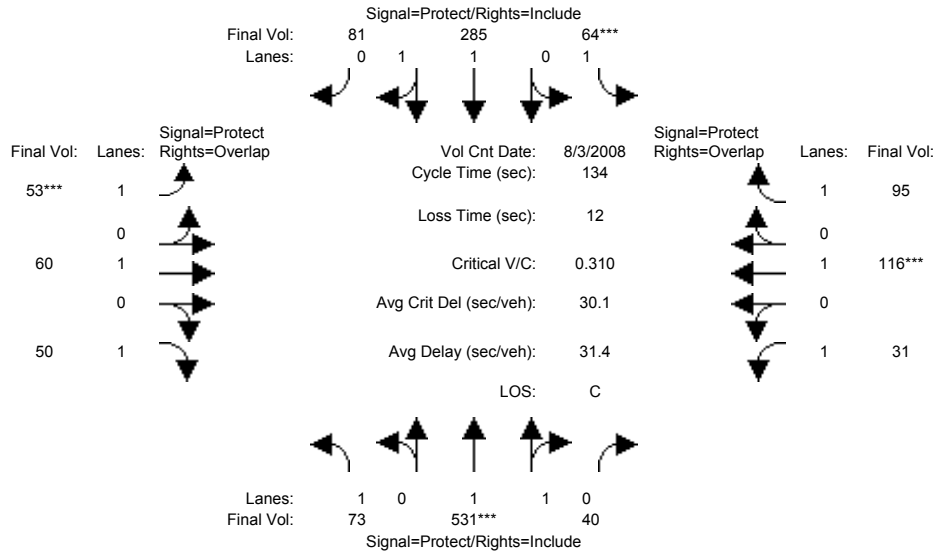 Signal=Protect/Rights=Include
Final Vol: 81 285 64***
Lanes: 0 1 1 0 1
Signal=Protect
Final Vol: Lanes: Rights=Overlap
Vol Cnt Date: 8/3/2008
Signal=Protect
Rights=Overlap Lanes: Final Vol:
Cycle Time (sec): 134
53*** 1
1 95
Loss Time (sec): 12
0
0
60 1
Critical V/C: 0.310
1 116***
0
Avg Crit Del (sec/veh): 30.1
0
50 1
Avg Delay (sec/veh): 31.4
1 31
LOS: C
Lanes: 1 0 1 1 0
Final Vol: 73 531*** 40
Signal=Protect/Rights=Include